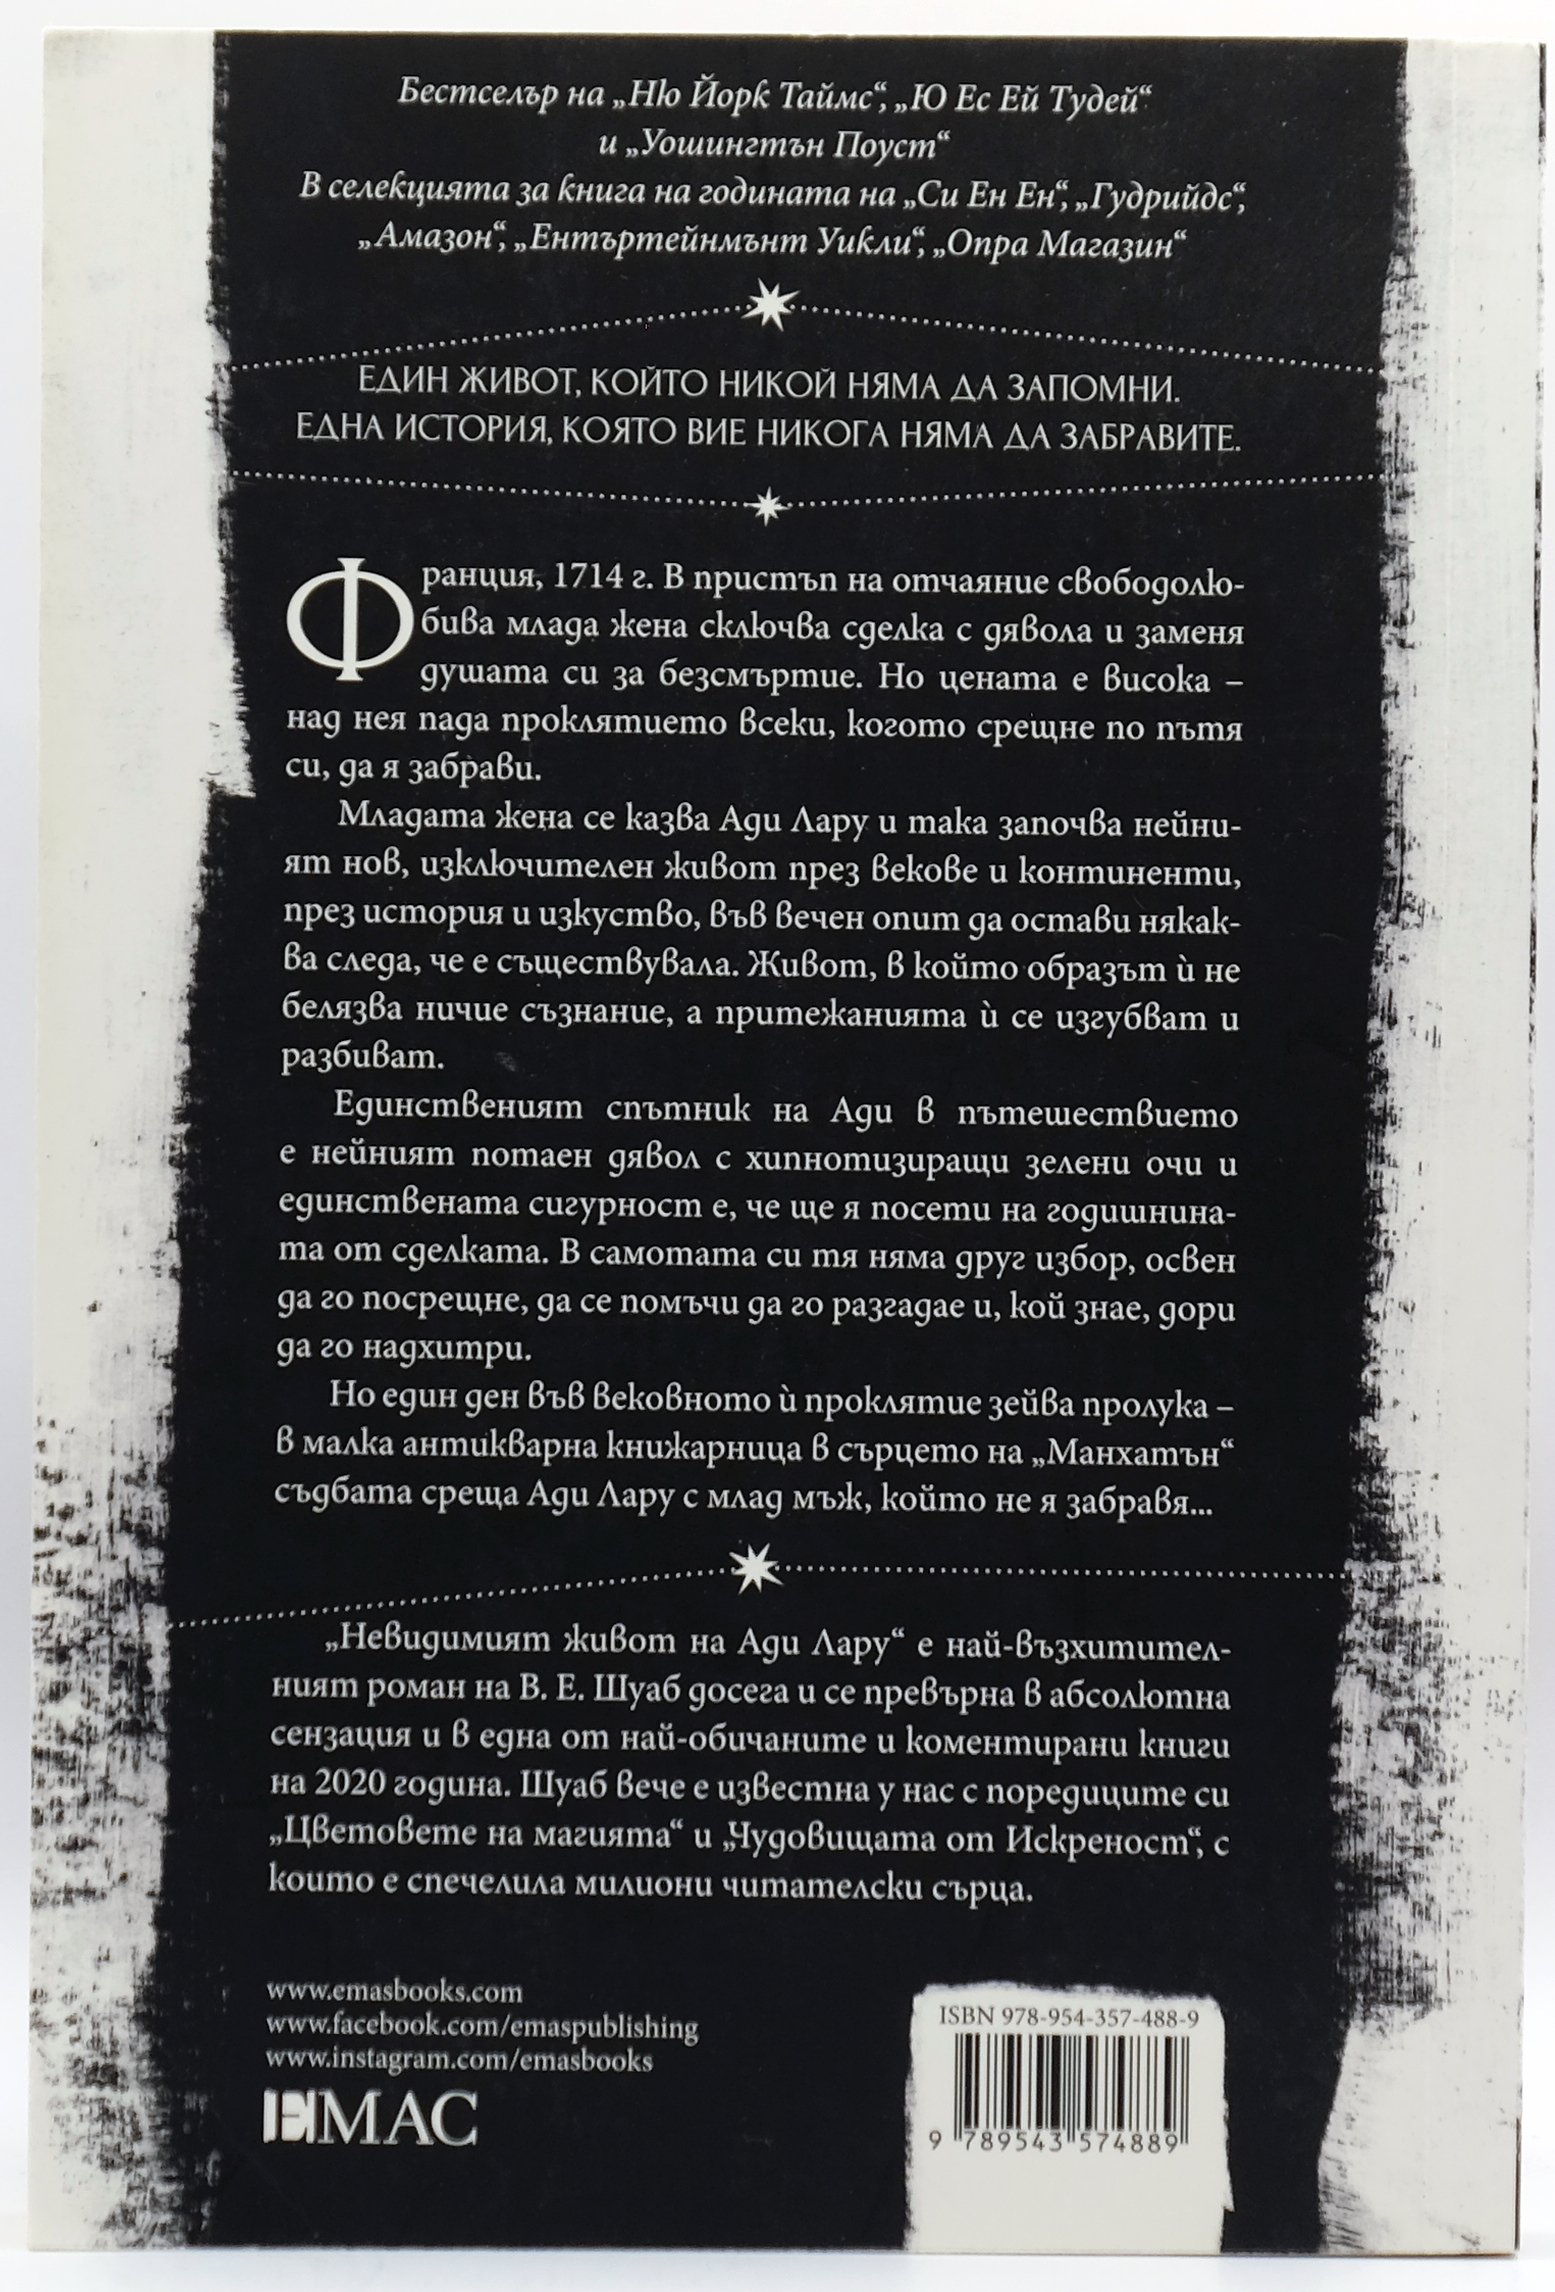 Бестселър на „Ню Йорк Таймс“, „Ю Ес Ей Тудей“
и „Уошингтън Поуст“
В селекцията за книга на годината на „Си Ен Ен“, „Гудрийдс“,
„Амазон“, „Ентъртейнмънт Уикли“, „Опра Магазин“
ЕДИН ЖИВОТ, КОЙТО НИКОЙ НЯМА ДА ЗАПОМНИ.
ЕДНА ИСТОРИЯ, КОЯТО ВИЕ НИКОГА НЯМА ДА ЗАБРАВИТЕ.
Франция, 1714 г. В пристъп на отчаяние свободолю-
бива млада жена сключва сделка с дявола и заменя
душата си за безсмъртие. Но цената е висока –
над нея пада проклятието всеки, когото срещне по пътя
си, да я забрави.
Младата жена се казва Ади Лару и така започва нейни-
ят нов, изключителен живот през векове и континенти,
през история и изкуство, във вечен опит да остави някак-
ва следа, че е съществувала. Живот, в който образът ѝ не
белязва ничие съзнание, а притежанията ѝ се изгубват и
разбиват.
Единственият спътник на Ади в пътешествието
е нейният потаен дявол с хипнотизиращи зелени очи и
единствената сигурност е, че ще я посети на годишнина-
та от сделката. В самотата си тя няма друг избор, освен
да го посрещне, да се помъчи да го разгадае и, кой знае, дори
да го надхитри.
Но един ден във вековното ѝ проклятие зейва пролука –
в малка антикварна книжарница в сърцето на „Манхатън“
съдбата среща Ади Лару с млад мъж, който не я забравя...
„Невидимият живот на Ади Лару“ е най-възхитител-
ният роман на В. Е. Шуаб досега и се превърна в абсолютна
сензация и в една от най-обичаните и коментирани книги
на 2020 година. Шуаб вече е известна у нас с поредиците си
„Цветовете на магията“ и „Чудовищата от Искреност“, с
които е спечелила милиони читателски сърца.
www.emasbooks.com
www.facebook.com/emaspublishing
www.instagram.com/emasbooks
ЕМАС
ISBN 978-954-357-488-9
9 789543 574889